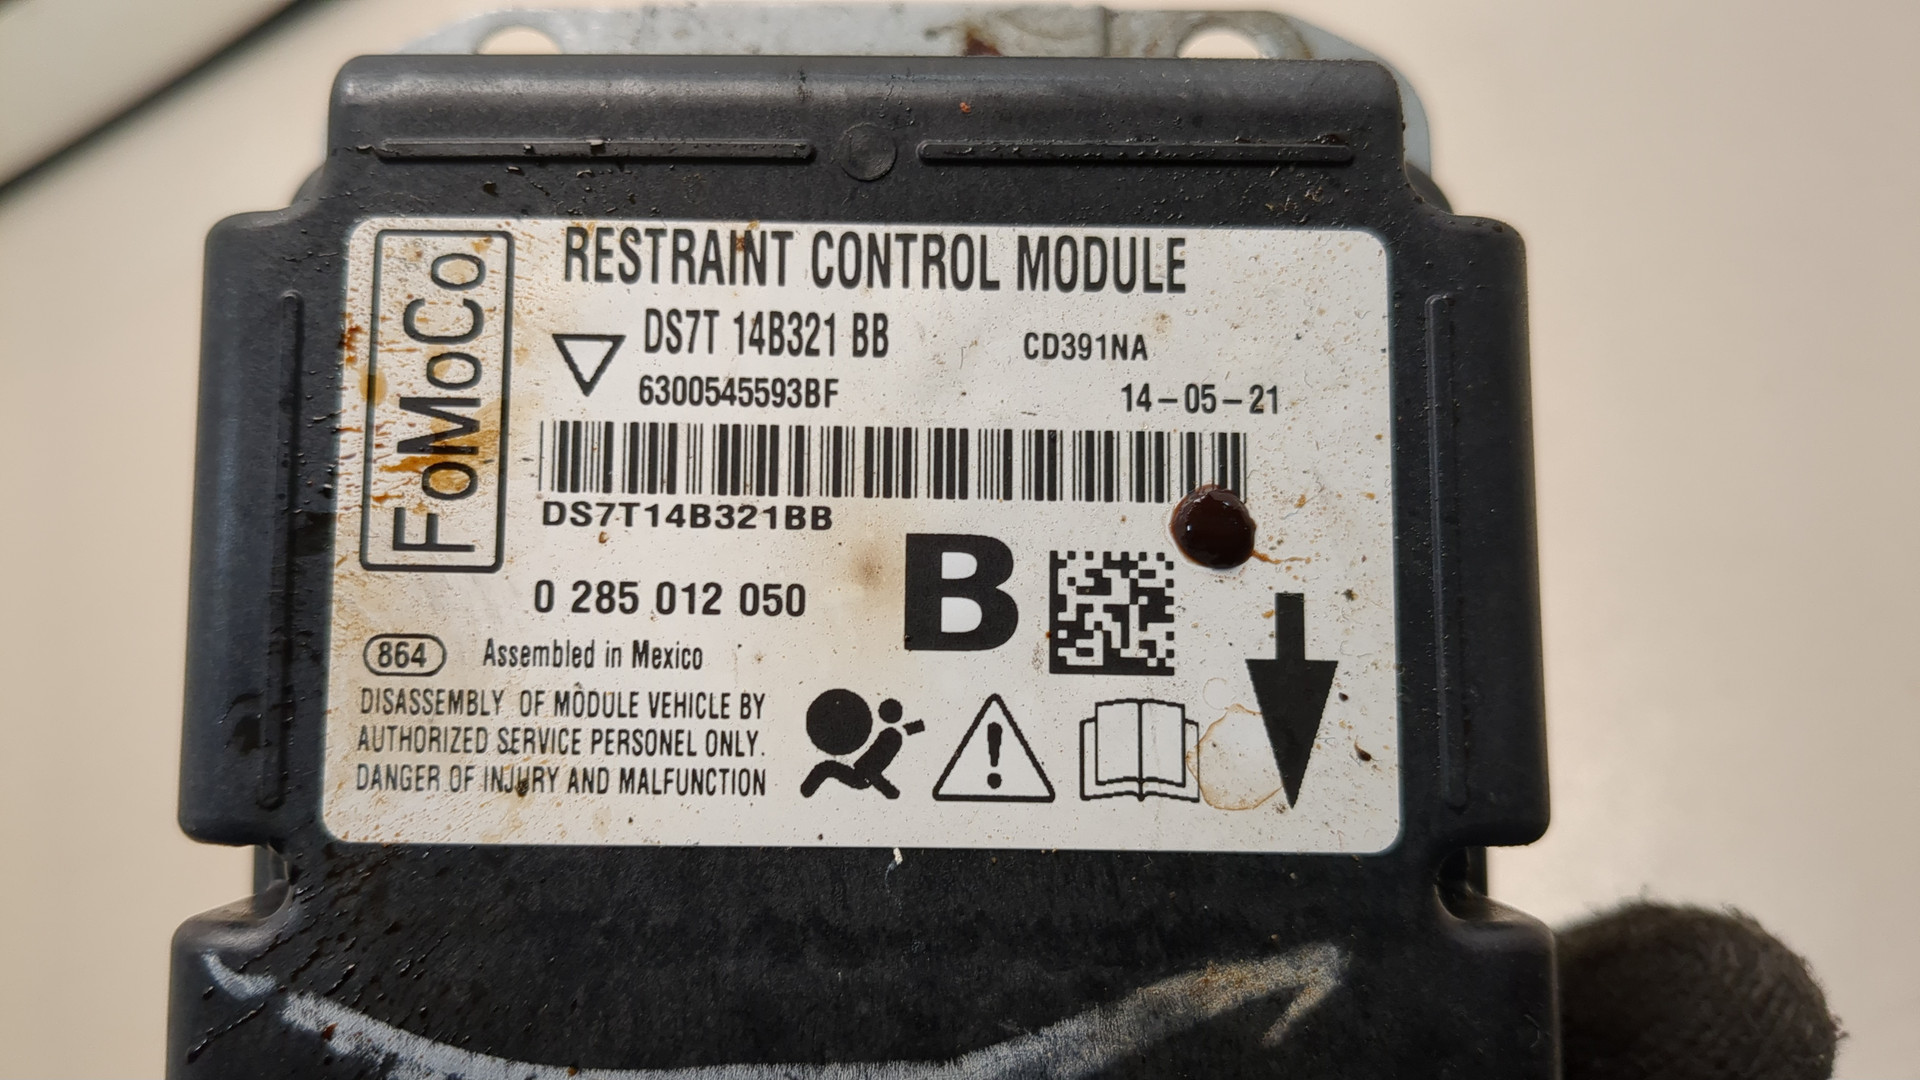 FoMoCo
RESTRAINT CONTROL MODULE
DS7T 14B321 BB
CD391NA
6300545593BF
14-05-21
DS7T14B321BB
B
0 285 012 050
864
Assembled in Mexico
DISASSEMBLY OF MODULE VEHICLE BY
AUTHORIZED SERVICE PERSONEL ONLY.
DANGER OF INJURY AND MALFUNCTION